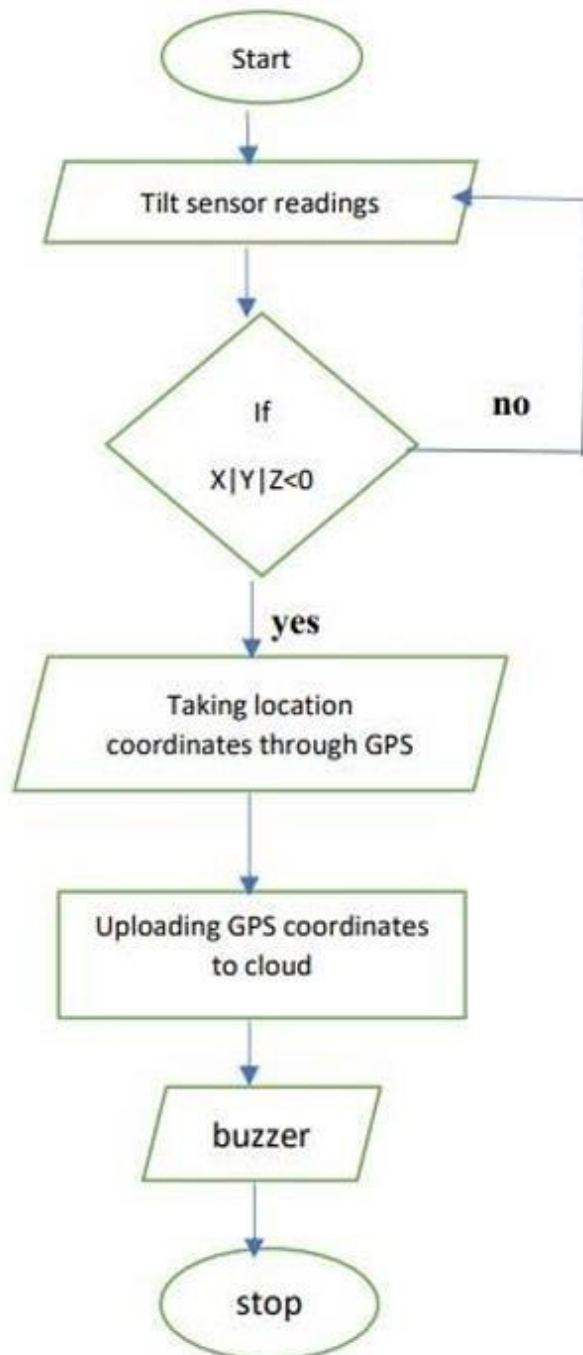 Start
Tilt sensor readings
If
X|Y|Z<0
no
yes
Taking location
coordinates through GPS
Uploading GPS coordinates
to cloud
buzzer
stop